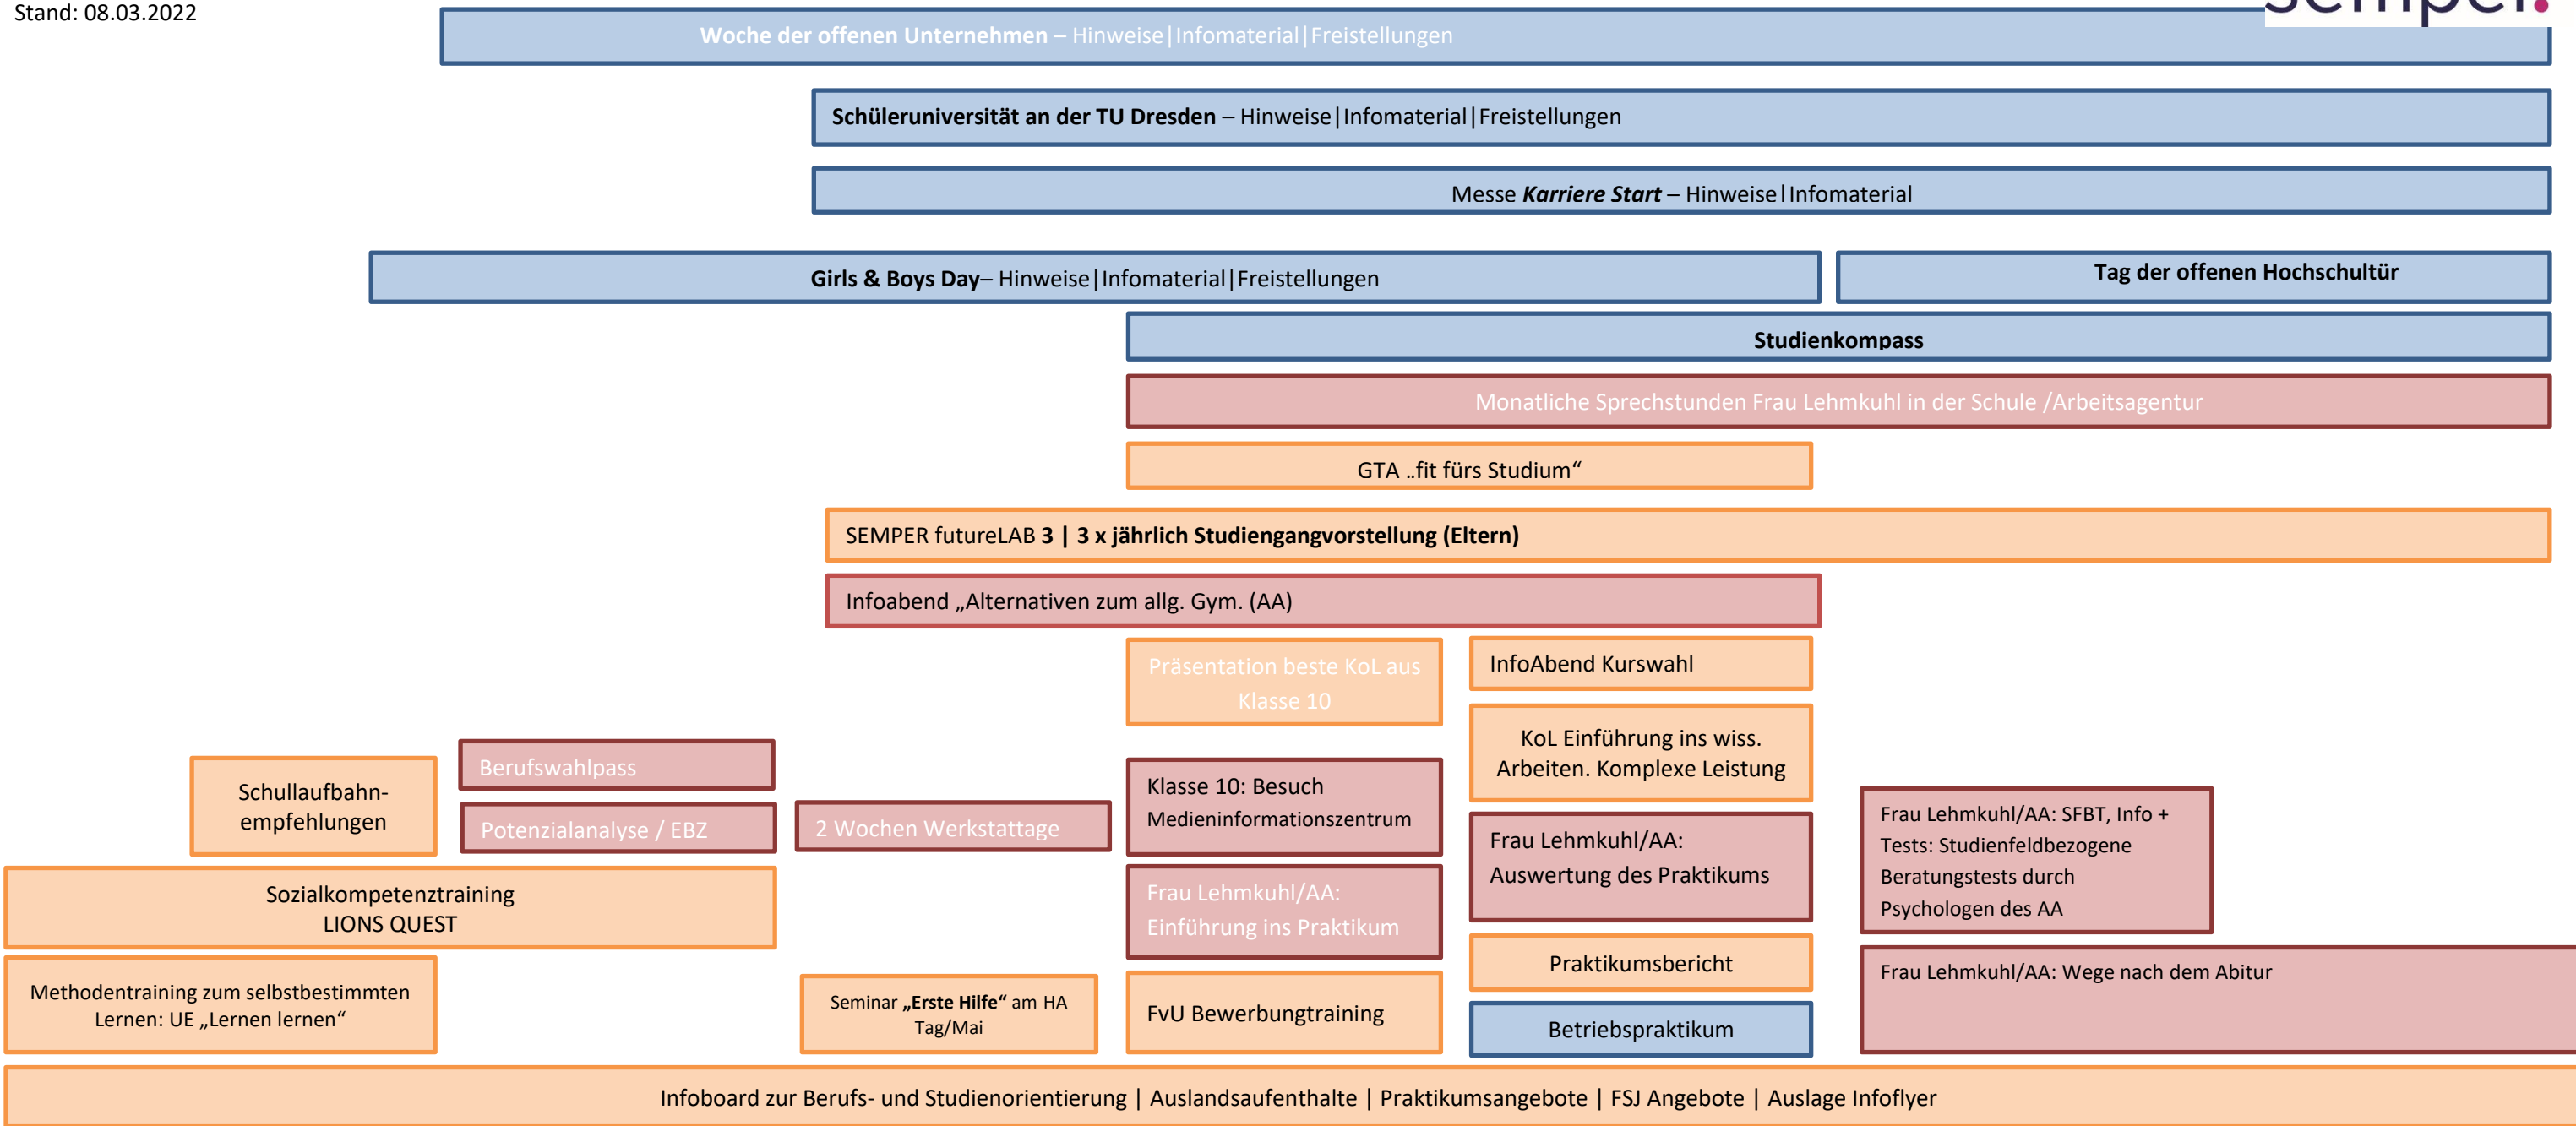 Stand: 08.03.2022
semper.
Woche der offenen Unternehmen – Hinweise|Infomaterial|Freistellungen
Schüleruniversität an der TU Dresden – Hinweise|Infomaterial|Freistellungen
Messe Karriere Start – Hinweise|Infomaterial
Girls & Boys Day– Hinweise|Infomaterial|Freistellungen
Tag der offenen Hochschultür
Studienkompass
Monatliche Sprechstunden Frau Lehmkuhl in der Schule /Arbeitsagentur
GTA „fit fürs Studium“
SEMPER futureLAB 3 | 3 x jährlich Studiengangvorstellung (Eltern)
Infoabend „Alternativen zum allg. Gym. (AA)
Präsentation beste KoL aus
Klasse 10
InfoAbend Kurswahl
KoL Einführung ins wiss.
Arbeiten. Komplexe Leistung
Berufswahlpass
Schullaufbahn-
empfehlungen
Potenzialanalyse / EBZ
2 Wochen Werkstattage
Klasse 10: Besuch
Medieninformationszentrum
Frau Lehmkuhl/AA:
Auswertung des Praktikums
Frau Lehmkuhl/AA: SFBT, Info +
Tests: Studienfeldbezogene
Beratungstests durch
Psychologen des AA
Sozialkompetenztraining
LIONS QUEST
Frau Lehmkuhl/AA:
Einführung ins Praktikum
Praktikumsbericht
Frau Lehmkuhl/AA: Wege nach dem Abitur
Methodentraining zum selbstbestimmten
Lernen: UE „Lernen lernen“
Seminar „Erste Hilfe“ am HA
Tag/Mai
FvU Bewerbungtraining
Betriebspraktikum
Infoboard zur Berufs- und Studienorientierung | Auslandsaufenthalte | Praktikumsangebote | FSJ Angebote | Auslage Infoflyer